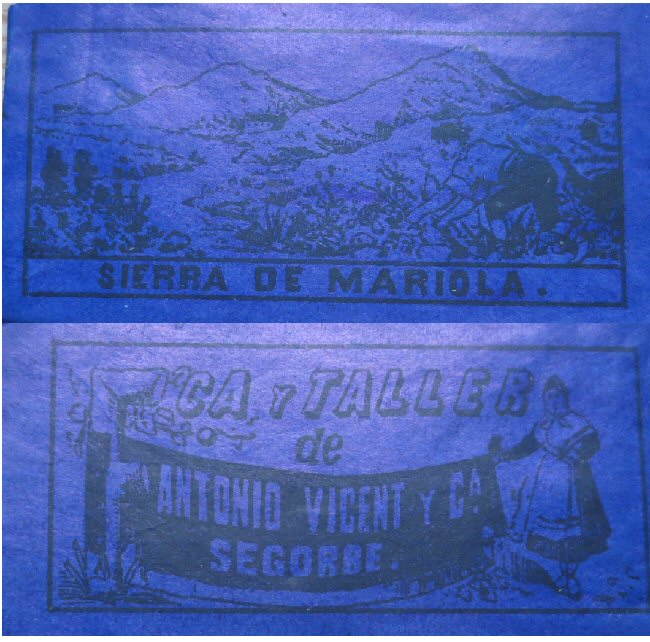 SIERRA DE MARIOLA.
CA Y TALLER
de
ANTONIO VICENT Y Cª
SEGORBE.